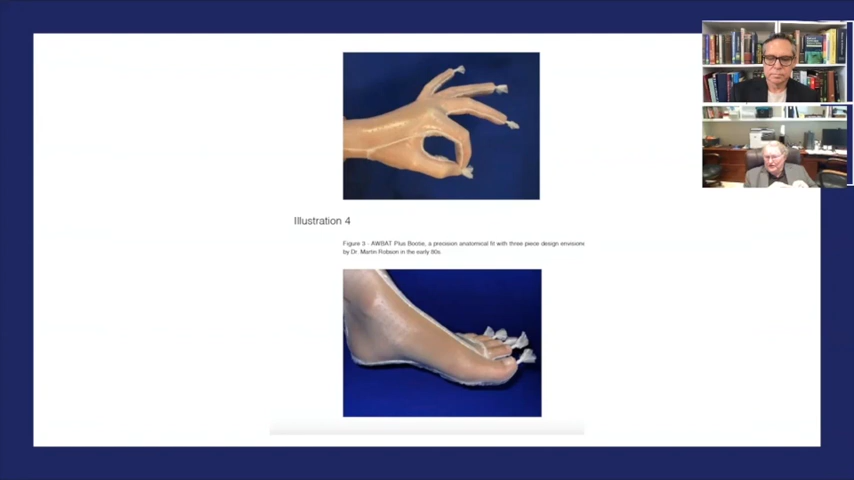 Illustration 4
Figure 3 - AWBAT Plus Bootie, a precision anatomical fit with three piece design envisione
by Dr. Martin Robson in the early 80s.